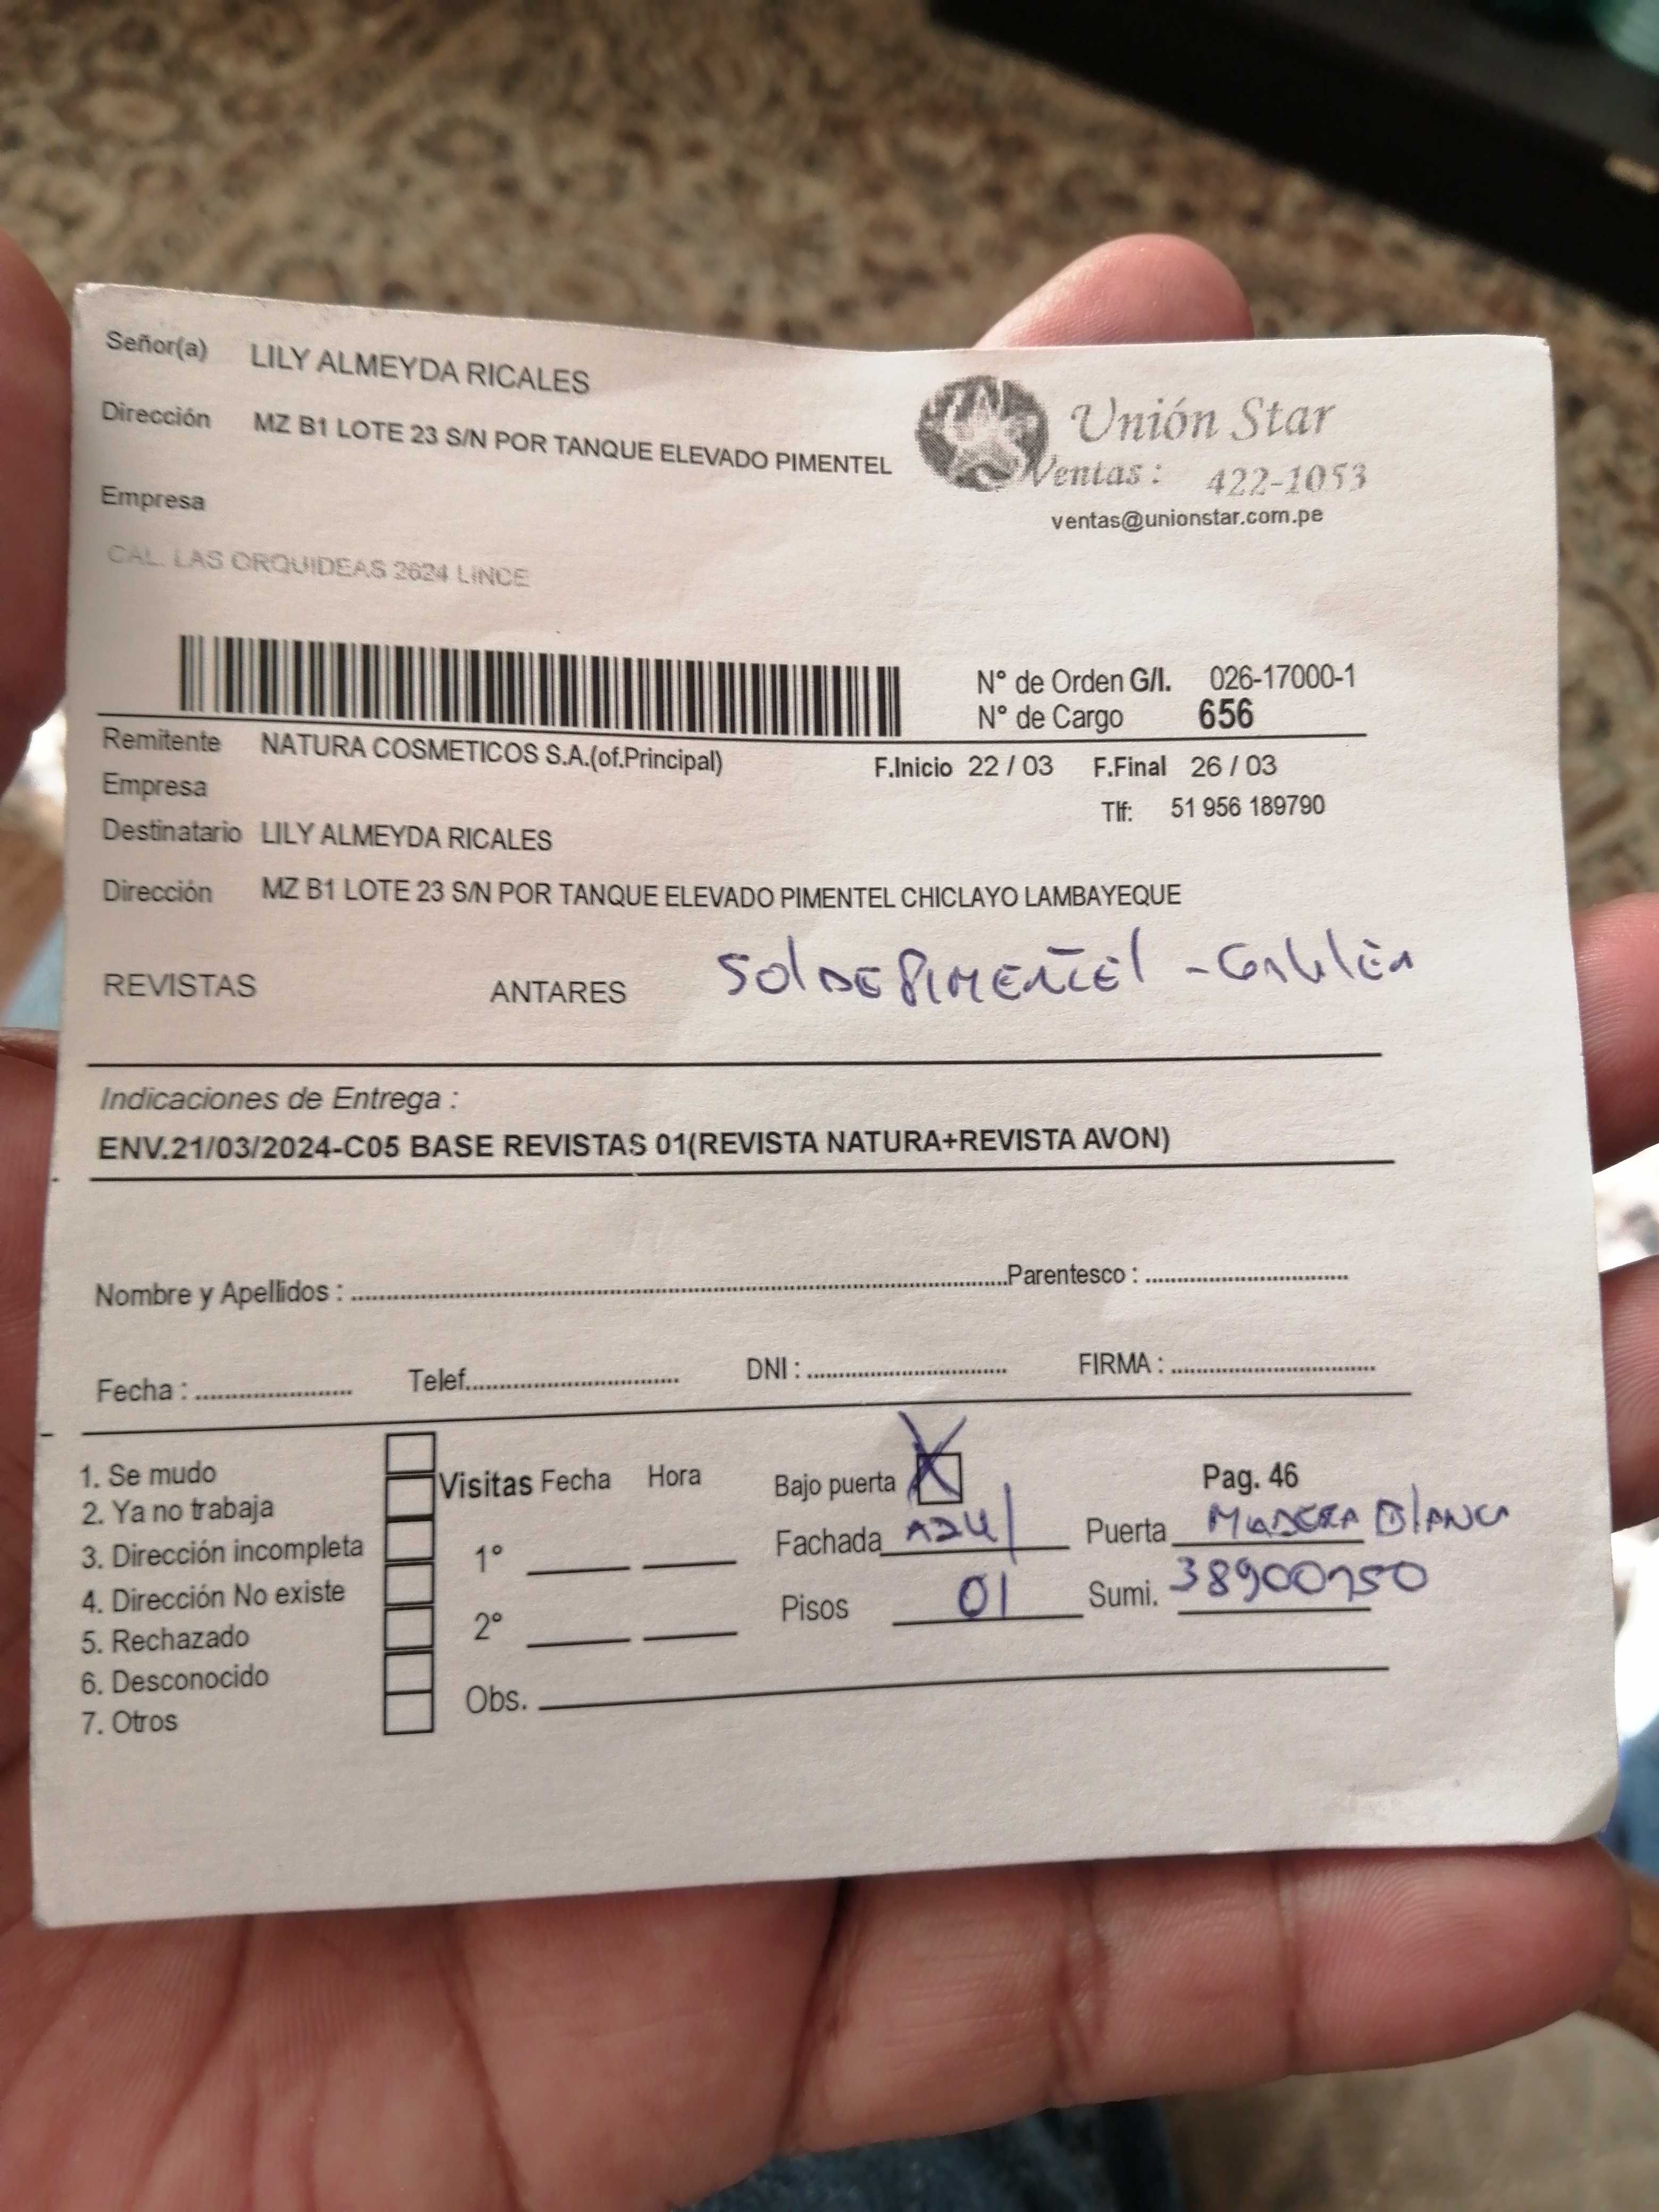 Señor(a) LILY ALMEYDA RICALES
Dirección MZ B1 LOTE 23 S/N POR TANQUE ELEVADO PIMENTEL
Unión Star
Ventas : 422-1053
ventas@unionstar.com.pe
Empresa
CAL. LAS ORQUIDEAS 2624 LINCE
N° de Orden G/I. 026-17000-1
N° de Cargo 656
Remitente NATURA COSMETICOS S.A.(of.Principal)
F.Inicio 22 / 03 F.Final 26 / 03
Empresa
Tlf: 51 956 189790
Destinatario LILY ALMEYDA RICALES
Dirección MZ B1 LOTE 23 S/N POR TANQUE ELEVADO PIMENTEL CHICLAYO LAMBAYEQUE
REVISTAS ANTARES SOl DE PIMENTEl -
Indicaciones de Entrega :
ENV.21/03/2024-C05 BASE REVISTAS 01(REVISTA NATURA+REVISTA AVON)
Nombre y Apellidos : Parentesco :
Fecha : Telef. DNI : FIRMA :
1. Se mudo
2. Ya no trabaja
3. Dirección incompleta
4. Dirección No existe
5. Rechazado
6. Desconocido
7. Otros
Visitas Fecha Hora
1°
2°
Obs.
Bajo puerta X Pag. 46
Fachada AZUl Puerta MADERA BlANCA
Pisos 01 Sumi.